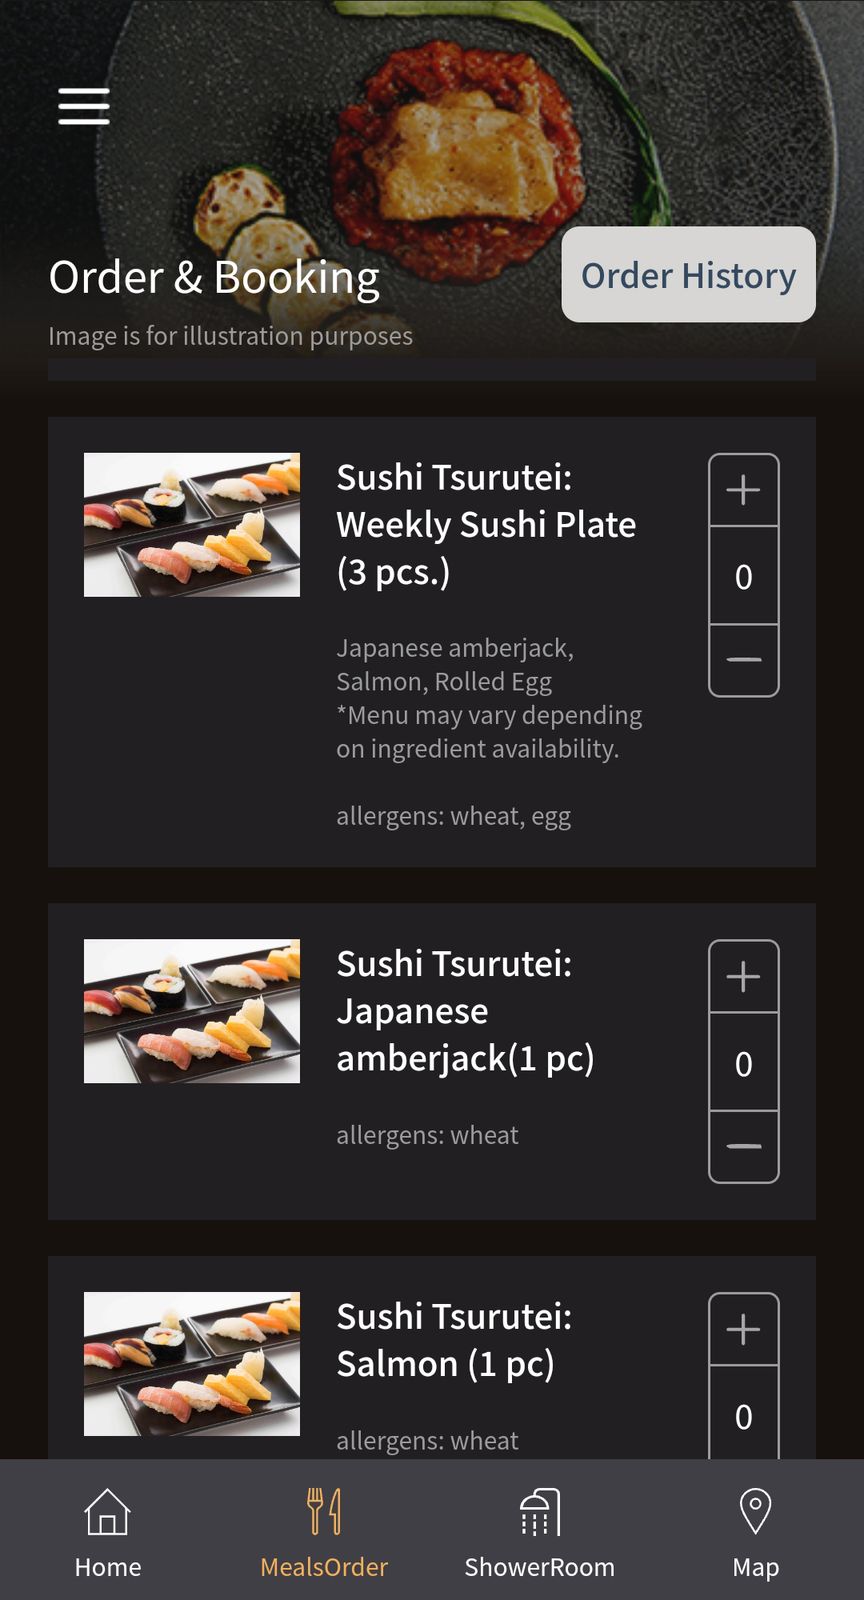 Order & Booking
Order History
Image is for illustration purposes
Sushi Tsurutei:
Weekly Sushi Plate
(3 pcs.)
Japanese amberjack,
Salmon, Rolled Egg
*Menu may vary depending
on ingredient availability.
allergens: wheat, egg
0
Sushi Tsurutei:
Japanese
amberjack(1 pc)
allergens: wheat
0
Sushi Tsurutei:
Salmon (1 pc)
allergens: wheat
0
Home
MealsOrder
ShowerRoom
Map